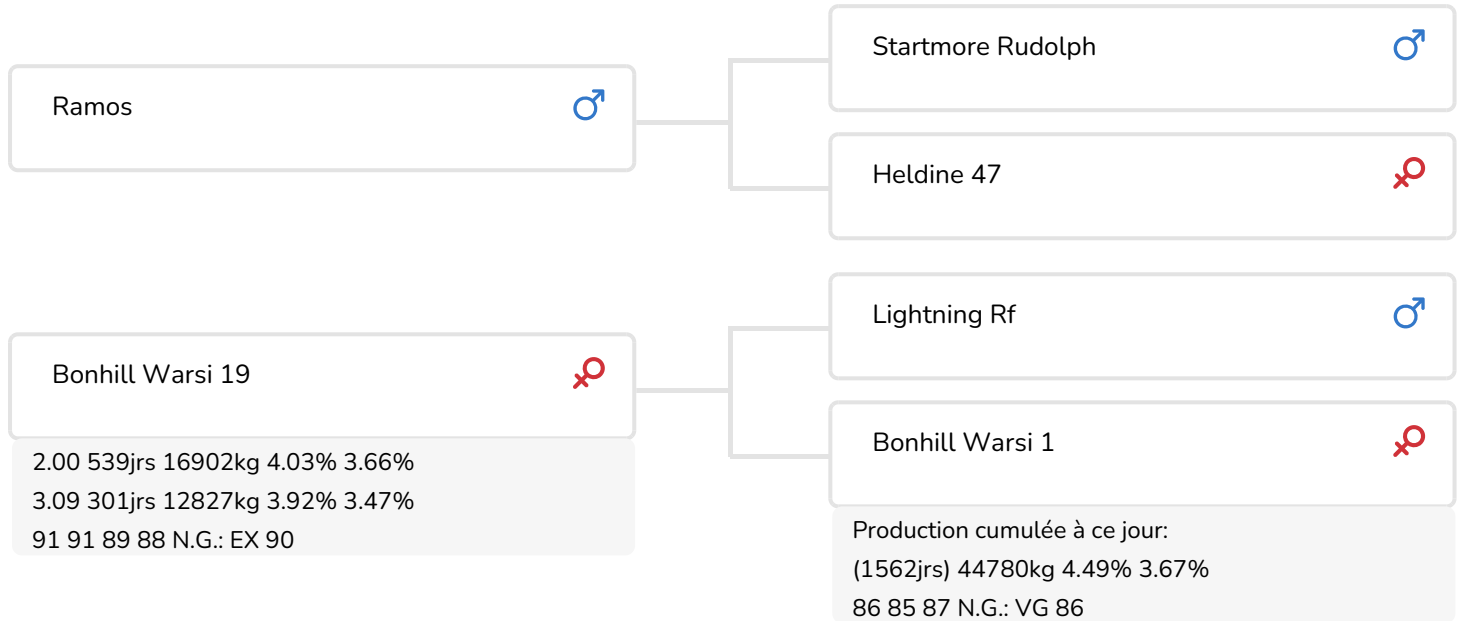 Ramos
Startmore Rudolph
Heldine 47
Bonhill Warsi 19
2.00 539jrs 16902kg 4.03% 3.66%
3.09 301jrs 12827kg 3.92% 3.47%
91 91 89 88 N.G.: EX 90
Lightning Rf
Bonhill Warsi 1
Production cumulée à ce jour:
(1562jrs) 44780kg 4.49% 3.67%
86 85 87 N.G.: VG 86